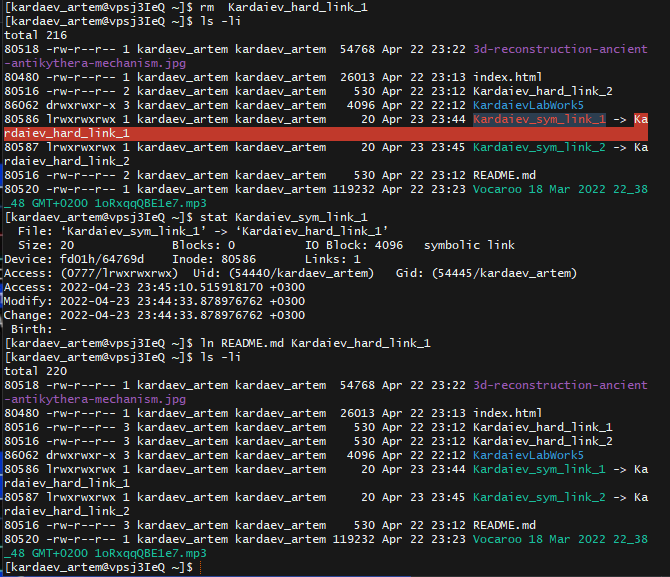 [kardaev_artem@vpsj3IeQ ~]$ rm  Kardaiev_hard_link_1
[kardaev_artem@vpsj3IeQ ~]$ ls -li
total 216
80518 -rw-r--r-- 1 kardaev_artem kardaev_artem  54768 Apr 22 23:22 3d-reconstruction-ancient
-antikythera-mechanism.jpg
80480 -rw-r--r-- 1 kardaev_artem kardaev_artem  26013 Apr 22 23:13 index.html
80516 -rw-r--r-- 2 kardaev_artem kardaev_artem    530 Apr 22 23:12 Kardaiev_hard_link_2
86062 drwxrwxr-x 3 kardaev_artem kardaev_artem   4096 Apr 22 22:12 KardaievLabWork5
80586 lrwxrwxrwx 1 kardaev_artem kardaev_artem     20 Apr 23 23:44 Kardaiev_sym_link_1 -> Ka
rdaiev_hard_link_1
80587 lrwxrwxrwx 1 kardaev_artem kardaev_artem     20 Apr 23 23:45 Kardaiev_sym_link_2 -> Ka
rdaiev_hard_link_2
80516 -rw-r--r-- 2 kardaev_artem kardaev_artem    530 Apr 22 23:12 README.md
80520 -rw-r--r-- 1 kardaev_artem kardaev_artem 119232 Apr 22 23:23 Vocaroo 18 Mar 2022 22_38
_48 GMT+0200 1oRxqqQBE1e7.mp3
[kardaev_artem@vpsj3IeQ ~]$ stat Kardaiev_sym_link_1
  File: ‘Kardaiev_sym_link_1’ -> ‘Kardaiev_hard_link_1’
  Size: 20              Blocks: 0          IO Block: 4096   symbolic link
Device: fd01h/64769d    Inode: 80586       Links: 1
Access: (0777/lrwxrwxrwx)  Uid: (54440/kardaev_artem)   Gid: (54445/kardaev_artem)
Access: 2022-04-23 23:45:10.515918170 +0300
Modify: 2022-04-23 23:44:33.878976762 +0300
Change: 2022-04-23 23:44:33.878976762 +0300
 Birth: -
[kardaev_artem@vpsj3IeQ ~]$ ln README.md Kardaiev_hard_link_1
[kardaev_artem@vpsj3IeQ ~]$ ls -li
total 220
80518 -rw-r--r-- 1 kardaev_artem kardaev_artem  54768 Apr 22 23:22 3d-reconstruction-ancient
-antikythera-mechanism.jpg
80480 -rw-r--r-- 1 kardaev_artem kardaev_artem  26013 Apr 22 23:13 index.html
80516 -rw-r--r-- 3 kardaev_artem kardaev_artem    530 Apr 22 23:12 Kardaiev_hard_link_1
80516 -rw-r--r-- 3 kardaev_artem kardaev_artem    530 Apr 22 23:12 Kardaiev_hard_link_2
86062 drwxrwxr-x 3 kardaev_artem kardaev_artem   4096 Apr 22 22:12 KardaievLabWork5
80586 lrwxrwxrwx 1 kardaev_artem kardaev_artem     20 Apr 23 23:44 Kardaiev_sym_link_1 -> Ka
rdaiev_hard_link_1
80587 lrwxrwxrwx 1 kardaev_artem kardaev_artem     20 Apr 23 23:45 Kardaiev_sym_link_2 -> Ka
rdaiev_hard_link_2
80516 -rw-r--r-- 3 kardaev_artem kardaev_artem    530 Apr 22 23:12 README.md
80520 -rw-r--r-- 1 kardaev_artem kardaev_artem 119232 Apr 22 23:23 Vocaroo 18 Mar 2022 22_38
_48 GMT+0200 1oRxqqQBE1e7.mp3
[kardaev_artem@vpsj3IeQ ~]$